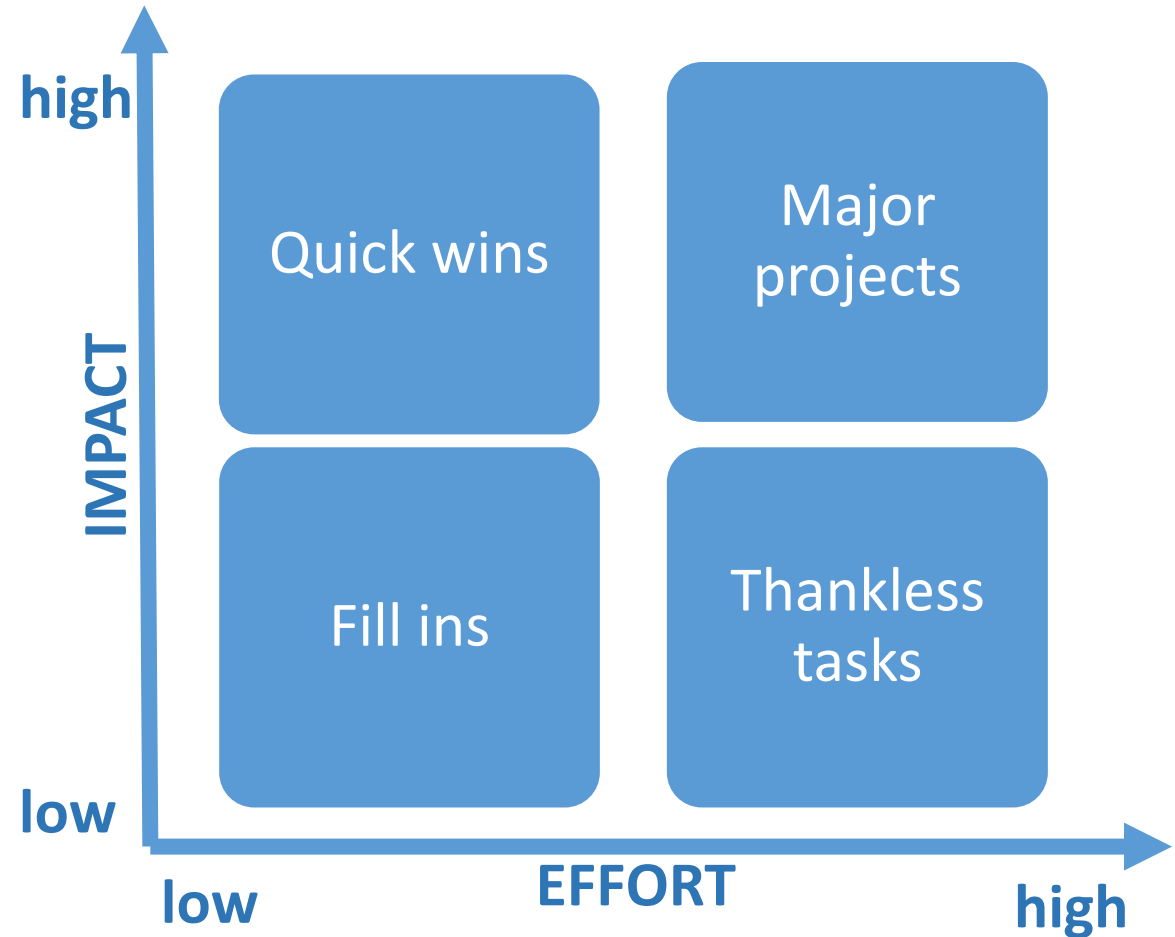 high
Quick wins
Major
projects
IMPACT
Fill ins
Thankless
tasks
low
low
EFFORT
high